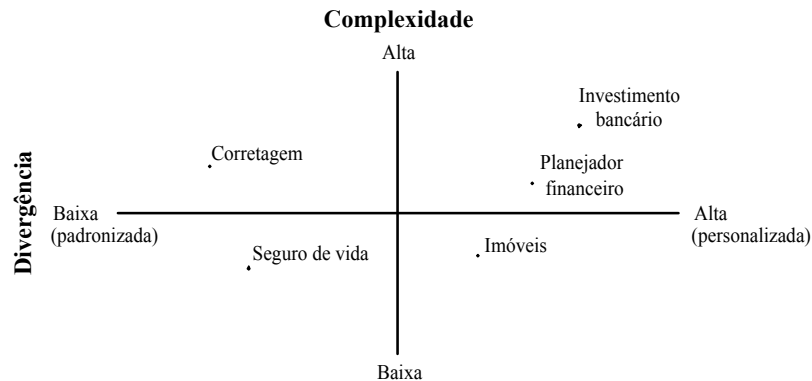 Complexidade
Alta
Investimento
bancário
Corretagem
Planejador
financeiro
Divergência
Baixa
(padronizada)
Alta
(personalizada)
Seguro de vida
Imóveis
Baixa